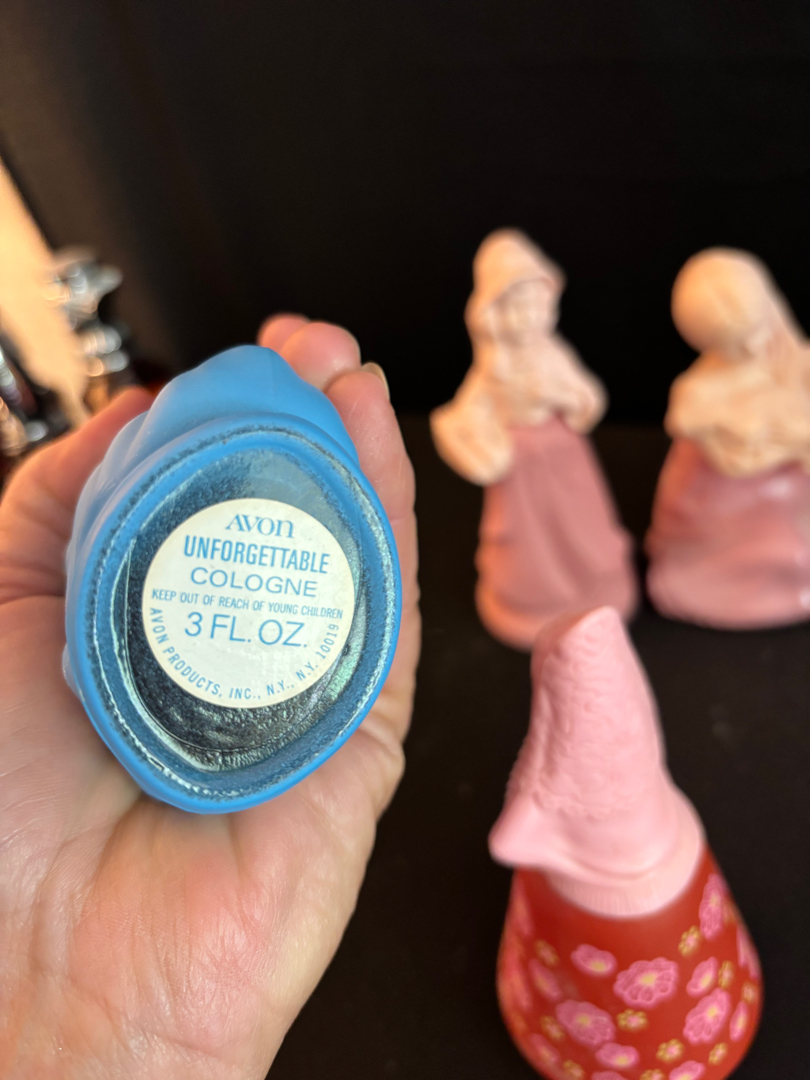 AVON
UNFORGETTABLE
COLOGNE
KEEP OUT OF REACH OF YOUNG CHILDREN
3 FL. OZ.
AVON PRODUCTS, INC., N.Y., N.Y. 10019